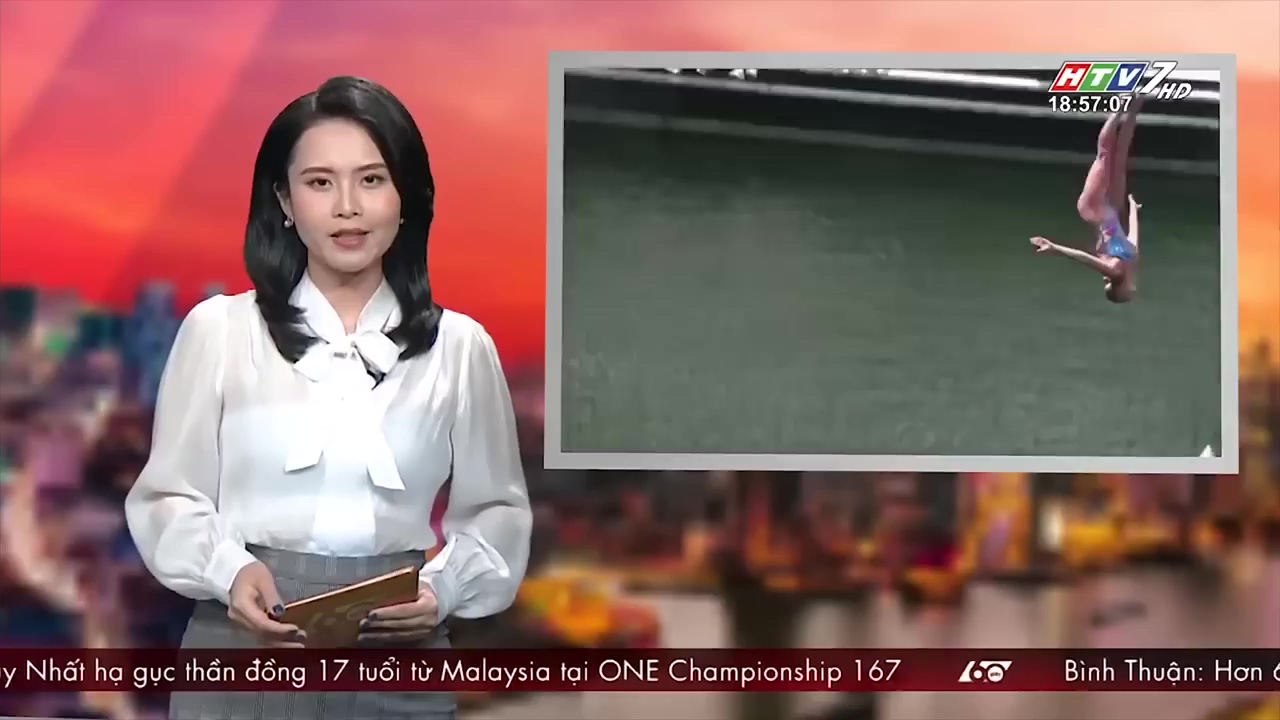 HTV7 HD
18:57:07
Nhất hạ gục thần đồng 17 tuổi từ Malaysia tại ONE Championship 167
60 Bình Thuận: Hơn